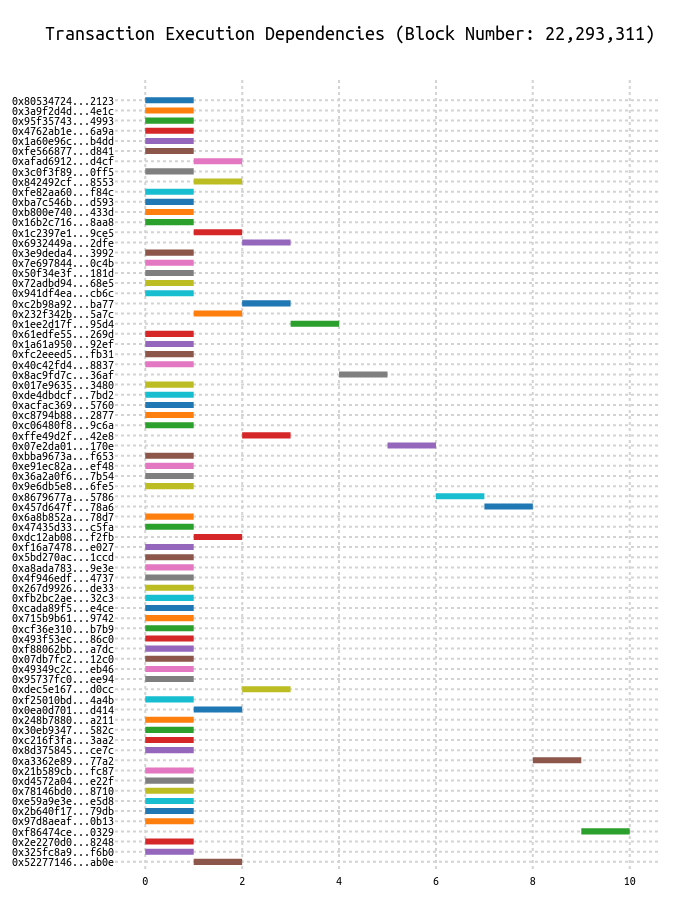 Transaction Execution Dependencies (Block Number: 22,293,311)
0x80534724...2123
0x3a9f2d4d...4e1c
0x95f35743...4993
0x4762ab1e...6a9a
0x1a60e96c...b4dd
0xfe566877...d841
0xafad6912...d4cf
0x3c0f3f89...0ff5
0x842492cf...8553
0xfe82aa60...f84c
0xba7c546b...d593
0xb800e740...433d
0x16b2c716...8aa8
0x1c2397e1...9ce5
0x6932449a...2dfe
0x3e9deda4...3992
0x7e697844...0c4b
0x50f34e3f...181d
0x72adbd94...68e5
0x941df4ea...cb6c
0xc2b98a92...ba77
0x232f342b...5a7c
0x1ee2d17f...95d4
0x61edfe55...269d
0x1a61a950...92ef
0xfc2eeed5...fb31
0x40c42fd4...8837
0x8ac9fd7c...36af
0x017e9635...3480
0xde4dbdcf...7bd2
0xacfac369...5760
0xc8794b88...2877
0xc06480f8...9c6a
0xffe49d2f...42e8
0x07e2da01...170e
0xbba9673a...f653
0xe91ec82a...ef48
0x36a2a0f6...7b54
0x9e6db5e8...6fe5
0x8679677a...5786
0x457d647f...78a6
0x6a8b852a...78d7
0x47435d33...c5fa
0xdc12ab08...f2fb
0xf16a7478...e027
0x5bd270ac...1ccd
0xa8ada783...9e3e
0x4f946edf...4737
0x267d9926...de33
0xfb2bc2ae...32c3
0xcada89f5...e4ce
0x715b9b61...9742
0xcf36e310...b7b9
0x493f53ec...86c0
0xf88062bb...a7dc
0x07db7fc2...12c0
0x49349c2c...eb46
0x95737fc0...ee94
0xdec5e167...d0cc
0xf25010bd...4a4b
0x0ea0d701...d414
0x248b7880...a211
0x30eb9347...582c
0xc216f3fa...3aa2
0x8d375845...ce7c
0xa3362e89...77a2
0x21b589cb...fc87
0xd4572a04...e22f
0x78146bd0...8710
0xe59a9e3e...e5d8
0x2b640f17...79db
0x97d8aeaf...0b13
0xf86474ce...0329
0x2e2270d0...8248
0x325fc8a9...f6b0
0x52277146...ab0e
0 2 4 6 8 10